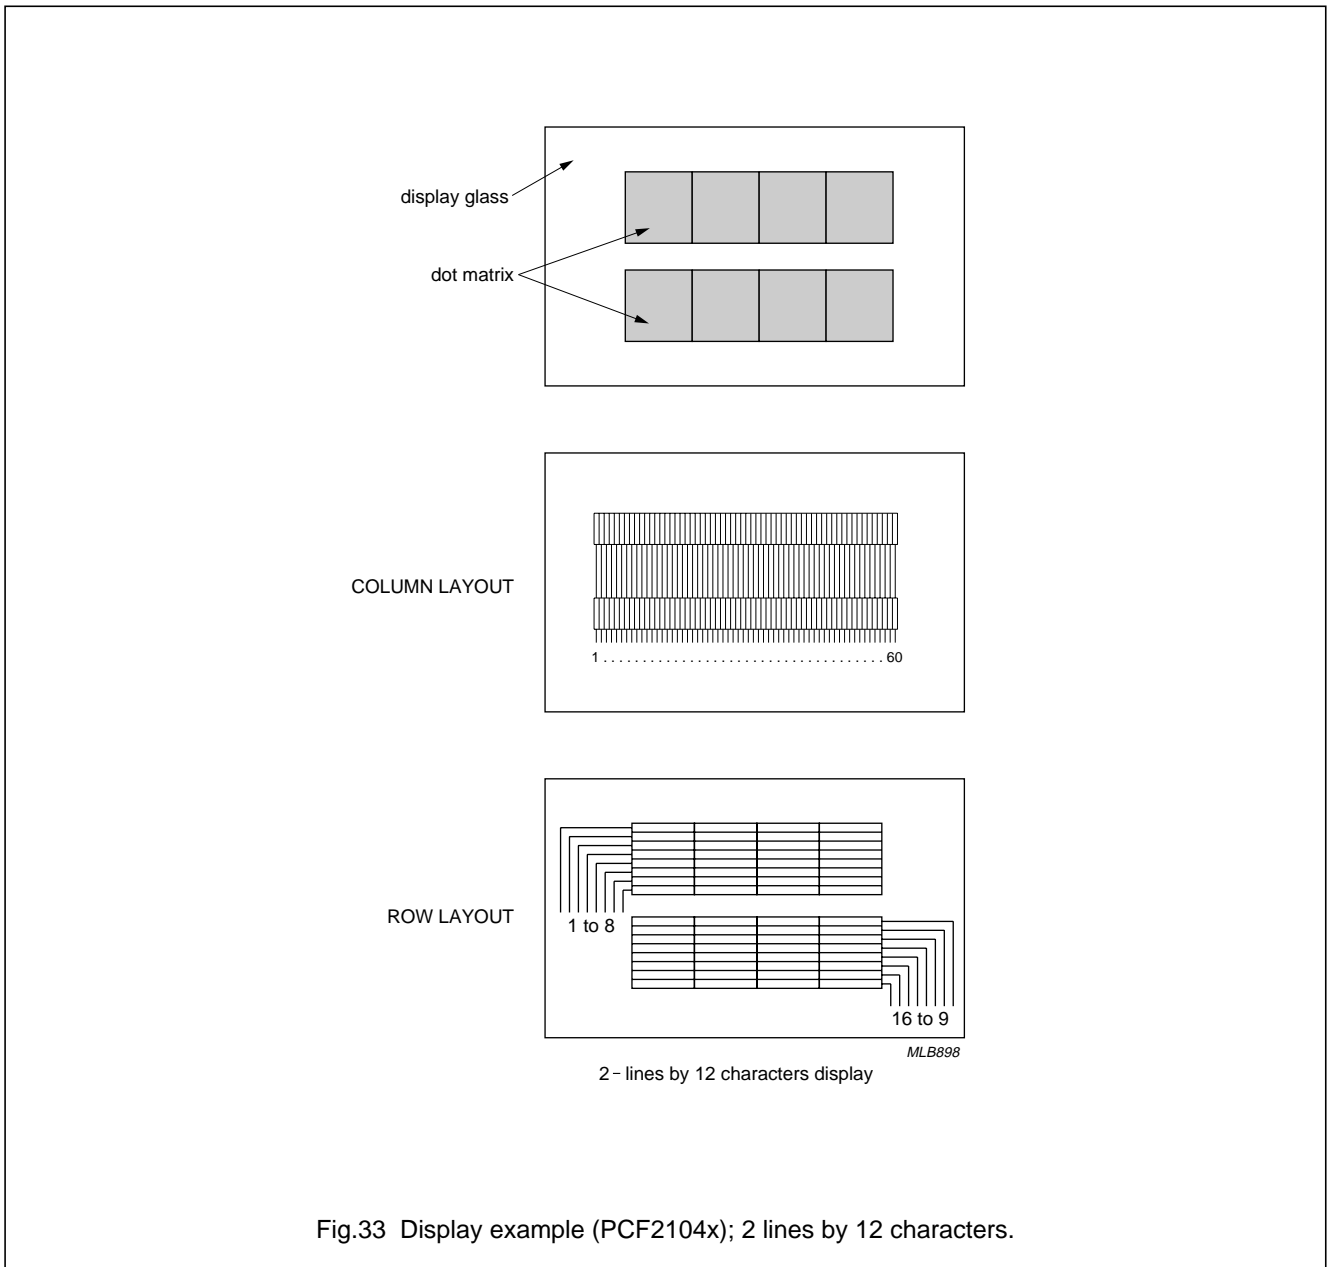 display glass
dot matrix
COLUMN LAYOUT
1 . . . . . . . . . . . . . . . . . . . . . . . . . . . . . . . . . . . . 60
ROW LAYOUT
1 to 8
16 to 9
MLB898
2 – lines by 12 characters display
Fig.33 Display example (PCF2104x); 2 lines by 12 characters.